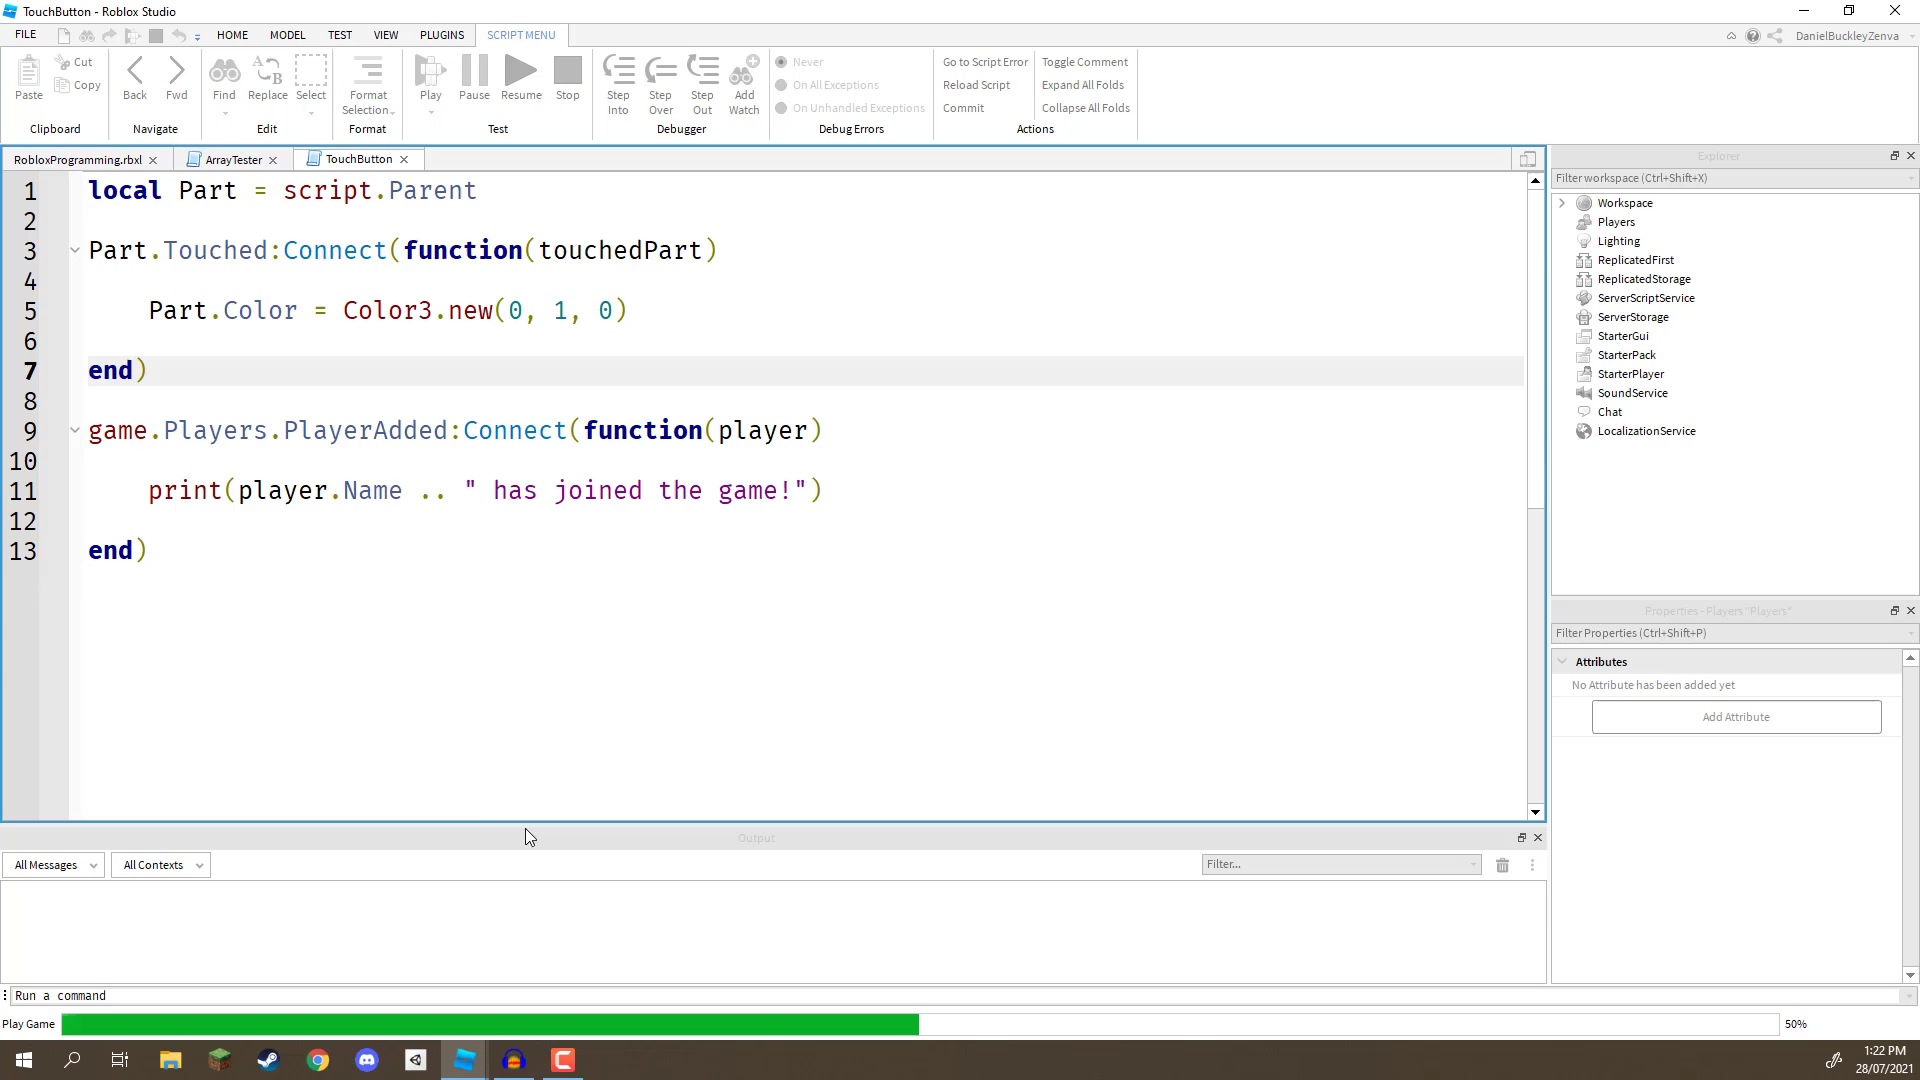 TouchButton - Roblox Studio
FILE HOME MODEL TEST VIEW PLUGINS SCRIPT MENU DanielBuckleyZenva
Paste Cut Copy Clipboard
Back Fwd Navigate
Find Replace Select Edit
Format Selection Format
Play Pause Resume Stop Test
Step Into Step Over Step Out Add Watch Debugger
Never
On All Exceptions
On Unhandled Exceptions
Debug Errors
Go to Script Error Toggle Comment
Reload Script Expand All Folds
Commit Collapse All Folds
Actions
RobloxProgramming.rbxl ArrayTester TouchButton
1 local Part = script.Parent
2
3 Part.Touched:Connect(function(touchedPart)
4
5 Part.Color = Color3.new(0, 1, 0)
6
7 end)
8
9 game.Players.PlayerAdded:Connect(function(player)
10
11 print(player.Name .. " has joined the game!")
12
13 end)
Explorer
Filter workspace (Ctrl+Shift+X)
Workspace
Players
Lighting
ReplicatedFirst
ReplicatedStorage
ServerScriptService
ServerStorage
StarterGui
StarterPack
StarterPlayer
SoundService
Chat
LocalizationService
Properties - Players "Players"
Filter Properties (Ctrl+Shift+P)
Attributes
No Attribute has been added yet
Add Attribute
Output
All Messages All Contexts Filter...
Run a command
Play Game 50%
1:22 PM
28/07/2021